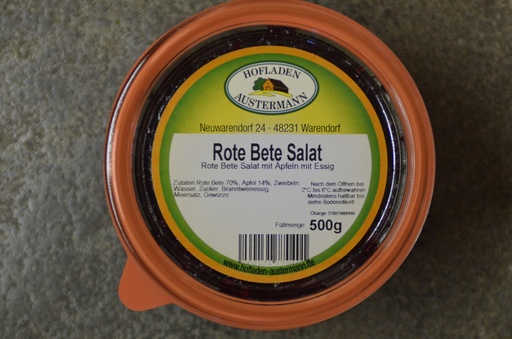 HOFLADEN
AUSTERMANN
Neuwarendorf 24 · 48231 Warendorf
Rote Bete Salat
Rote Bete Salat mit Äpfeln mit Essig
Zutaten: Rote Bete 70%, Apfel 14%, Zwiebeln,
Wasser, Zucker, Branntweinessig,
Meersalz, Gewürze
Nach dem Öffnen bei
2°C bis 6°C aufbewahren
Mindestens haltbar bis
siehe Bodenetikett
Charge:
Füllmenge: 500g
www.hofladen-austermann.de